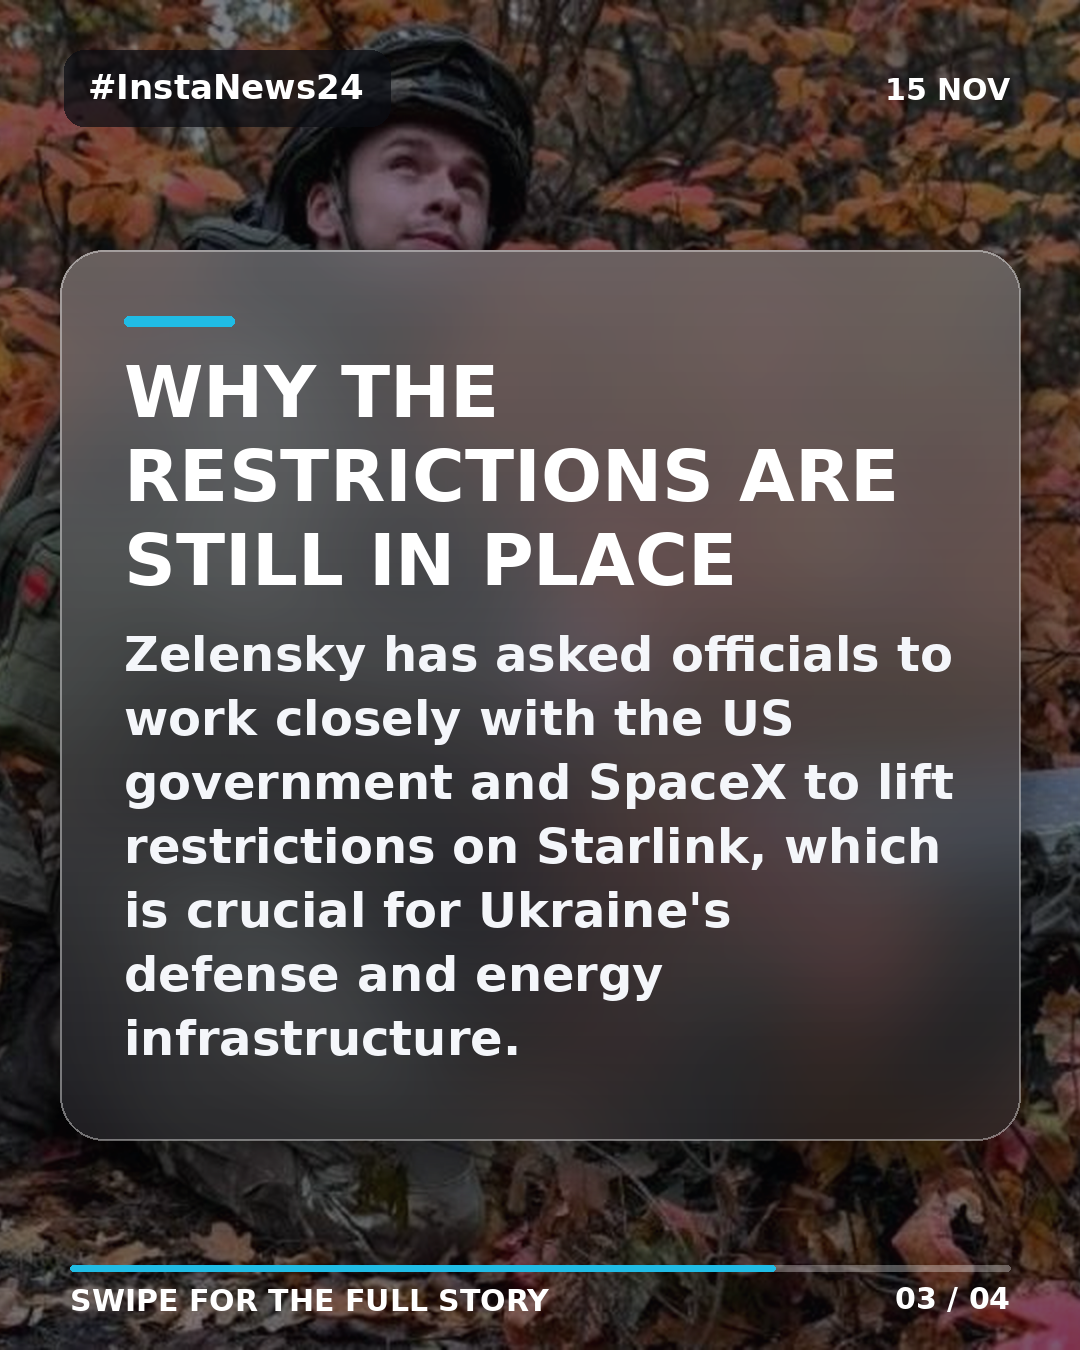 #InstaNews24
15 NOV
WHY THE
RESTRICTIONS ARE
STILL IN PLACE
Zelensky has asked officials to
work closely with the US
government and SpaceX to lift
restrictions on Starlink, which
is crucial for Ukraine's
defense and energy
infrastructure.
SWIPE FOR THE FULL STORY
03 / 04